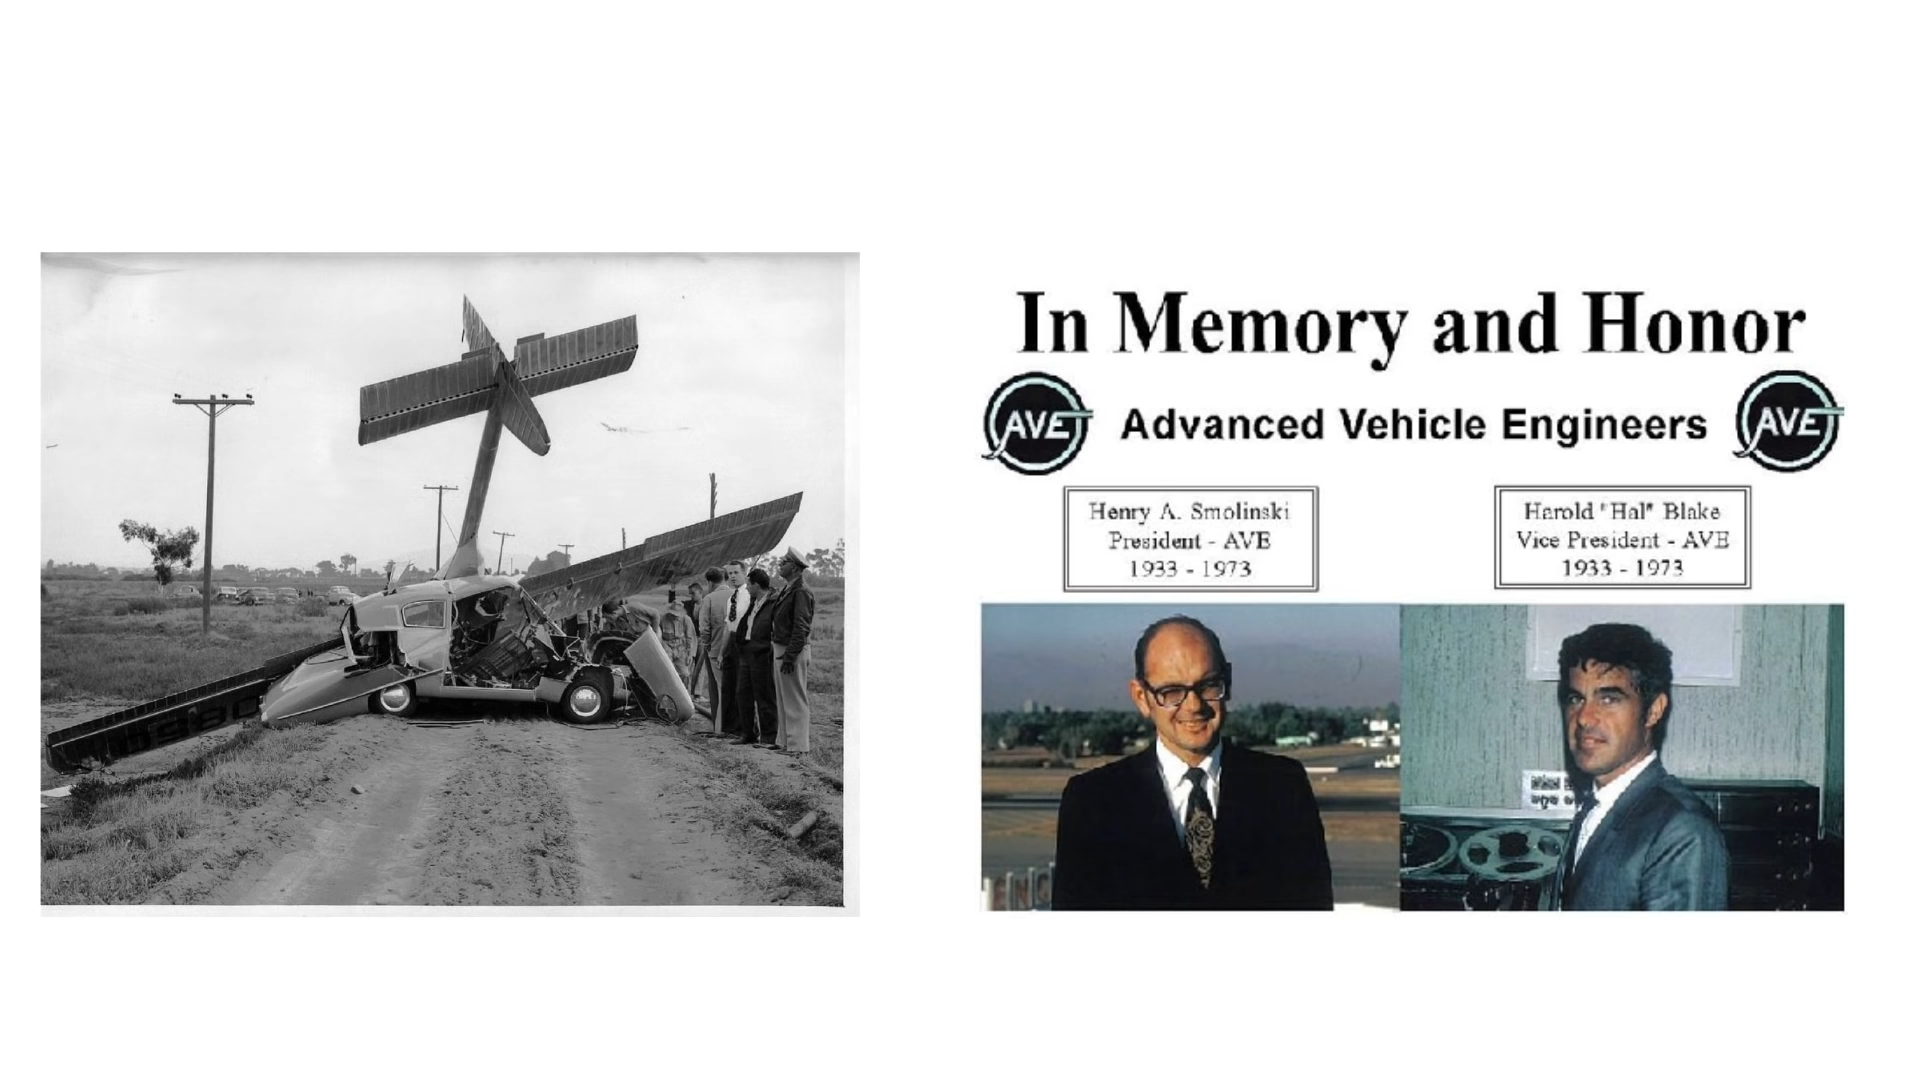 In Memory and Honor
AVE
Advanced Vehicle Engineers
AVE
Henry A. Smolinski
President - AVE
1933 - 1973
Harold "Hal" Blake
Vice President - AVE
1933 - 1973